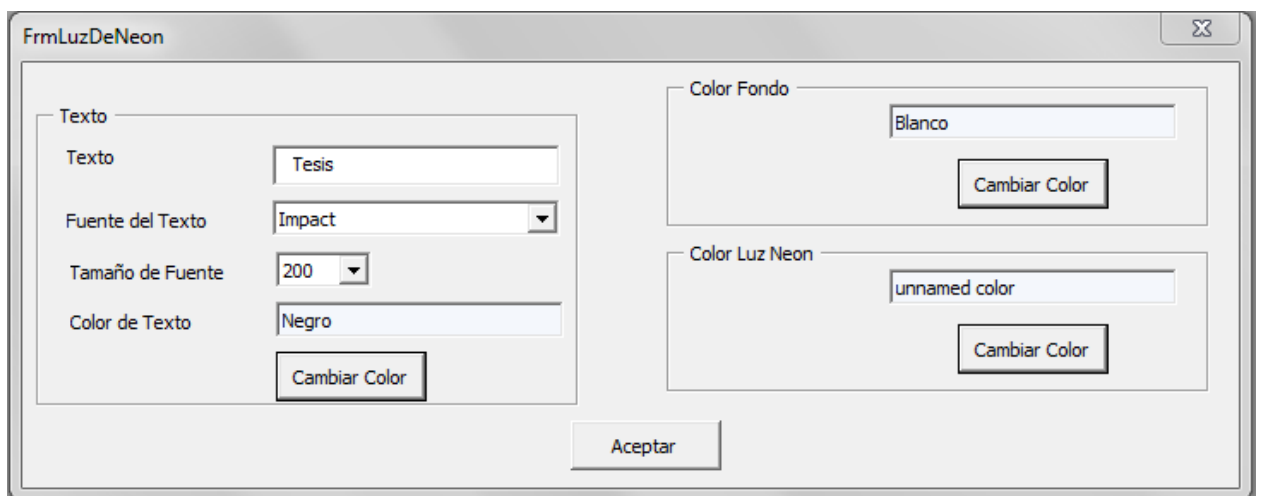 FrmLuzDeNeon
Texto
Texto
Tesis
Fuente del Texto
Impact
Tamaño de Fuente
200
Color de Texto
Negro
Cambiar Color
Color Fondo
Blanco
Cambiar Color
Color Luz Neon
unnamed color
Cambiar Color
Aceptar